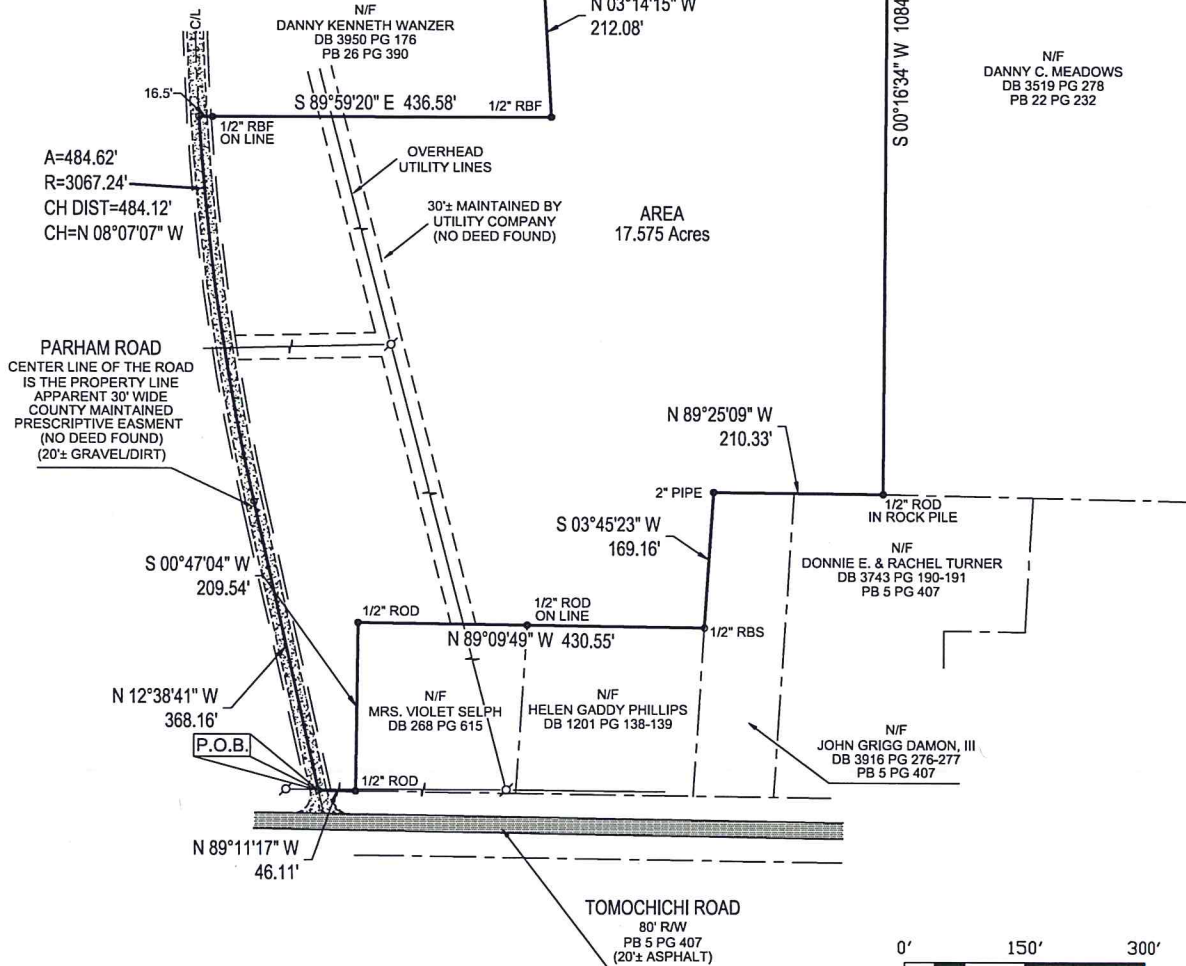 C/L
N/F
DANNY KENNETH WANZER
DB 3950 PG 176
PB 26 PG 390
N 03°14'15" W
212.08'
S 00°16'34" W 1084
N/F
DANNY C. MEADOWS
DB 3519 PG 278
PB 22 PG 232
16.5'
S 89°59'20" E 436.58'
1/2" RBF
1/2" RBF
ON LINE
A=484.62'
R=3067.24'
CH DIST=484.12'
CH=N 08°07'07" W
OVERHEAD
UTILITY LINES
30'± MAINTAINED BY
UTILITY COMPANY
(NO DEED FOUND)
AREA
17.575 Acres
PARHAM ROAD
CENTER LINE OF THE ROAD
IS THE PROPERTY LINE
APPARENT 30' WIDE
COUNTY MAINTAINED
PRESCRIPTIVE EASMENT
(NO DEED FOUND)
(20'± GRAVEL/DIRT)
N 89°25'09" W
210.33'
2" PIPE
1/2" ROD
IN ROCK PILE
S 03°45'23" W
169.16'
N/F
DONNIE E. & RACHEL TURNER
DB 3743 PG 190-191
PB 5 PG 407
S 00°47'04" W
209.54'
1/2" ROD
1/2" ROD
ON LINE
N 89°09'49" W 430.55'
1/2" RBS
N 12°38'41" W
368.16'
N/F
MRS. VIOLET SELPH
DB 268 PG 615
N/F
HELEN GADDY PHILLIPS
DB 1201 PG 138-139
N/F
JOHN GRIGG DAMON, III
DB 3916 PG 276-277
PB 5 PG 407
P.O.B.
1/2" ROD
N 89°11'17" W
46.11'
TOMOCHICHI ROAD
80' R/W
PB 5 PG 407
(20'± ASPHALT)
0' 150' 300'